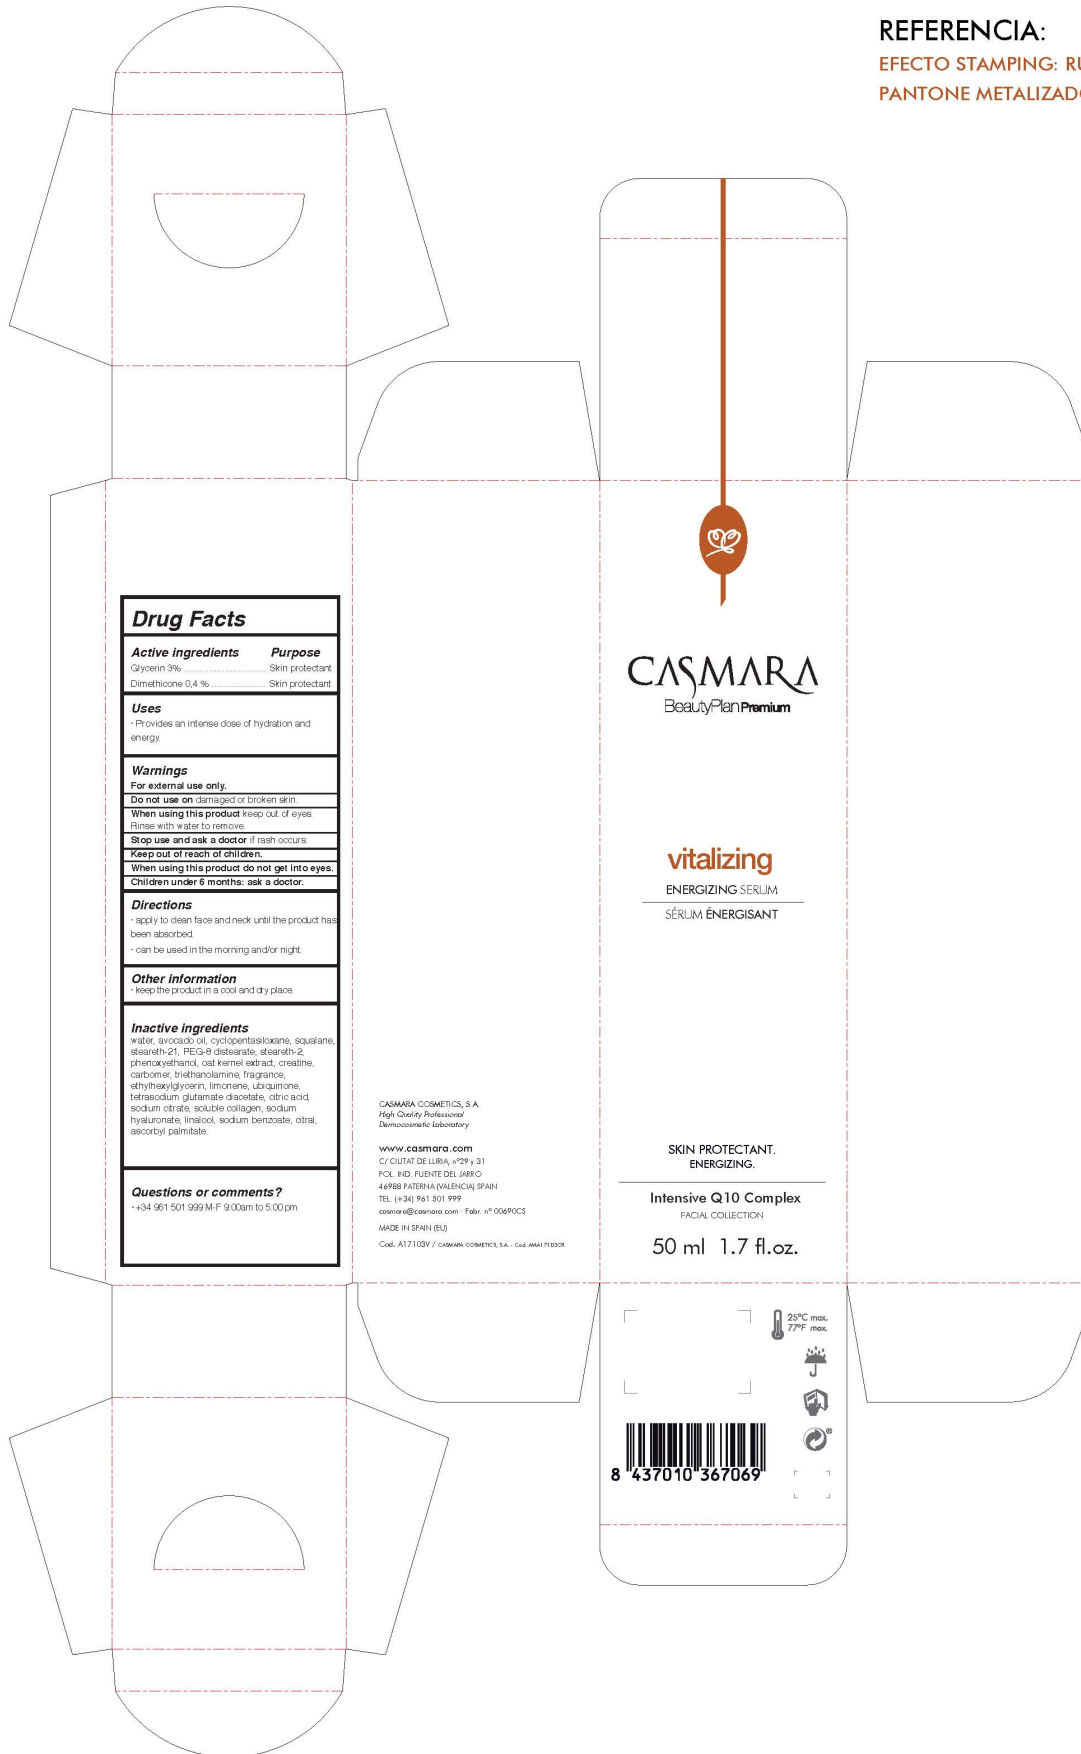 REFERENCIA:
EFECTO STAMPING:
PANTONE
Drug Facts
Active ingredients Purpose
Glycerin 3% ............................ Skin protectant
Dimethicone 0,4 % ................... Skin protectant
Uses
· Provides an intense dose of hydration and
energy.
Warnings
For external use only.
Do not use on damaged or broken skin.
When using this product keep out of eyes.
Rinse with water to remove.
Stop use and ask a doctor if rash occurs.
Keep out of reach of children.
When using this product do not get into eyes.
Children under 6 months: ask a doctor.
Directions
· apply to clean face and neck until the product has
been absorbed.
· can be used in the morning and/or night.
Other information
· keep the product in a cool and dry place.
Inactive ingredients
water, avocado oil, cyclopentasiloxane, squalane,
steareth-21, PEG-8 distearate, steareth-2,
phenoxyethanol, oat kernel extract, creatine,
carbomer, triethanolamine, fragrance,
ethylhexylglycerin, limonene, ubiquinone,
tetrasodium glutamate diacetate, citric acid,
sodium citrate, soluble collagen, sodium
hyaluronate, linalool, sodium benzoate, citral,
ascorbyl palmitate.
Questions or comments?
· +34 961 501 999 M-F 9:00am to 5:00 pm
CASMARA COSMETICS, S.A.
High Quality Professional
Dermocosmetic Laboratory
www.casmara.com
C/ CIUTAT DE LLIRIA, nº29 y 31
POL. IND. FUENTE DEL JARRO
46988 PATERNA (VALENCIA) SPAIN
TEL. (+34) 961 501 999
casmara@casmara.com · Fabr. nº 00690CS
MADE IN SPAIN (EU)
Cod. A17103V / CASMARA COSMETICS, S.A. - Cod. AMA17103CR
CASMARA
BeautyPlanPremium
vitalizing
ENERGIZING SERUM
SÉRUM ÉNERGISANT
SKIN PROTECTANT.
ENERGIZING.
Intensive Q10 Complex
FACIAL COLLECTION
50 ml 1.7 fl.oz.
25ºC max.
77ºF max.
8 437010 367069